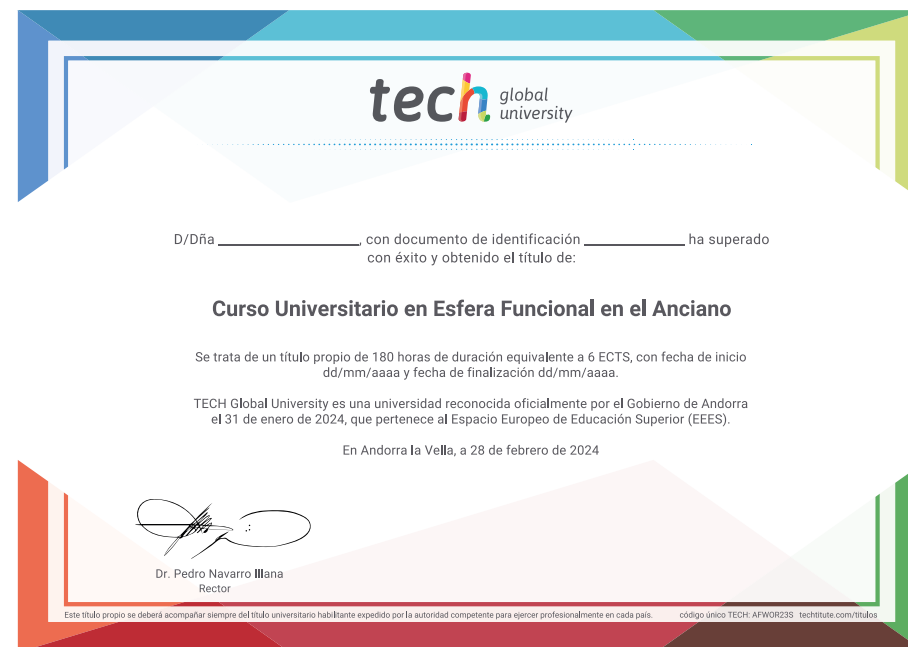 tech global university
D/Dña ____________________, con documento de identificación ______________ ha superado
con éxito y obtenido el título de:
Curso Universitario en Esfera Funcional en el Anciano
Se trata de un título propio de 180 horas de duración equivalente a 6 ECTS, con fecha de inicio
dd/mm/aaaa y fecha de finalización dd/mm/aaaa.
TECH Global University es una universidad reconocida oficialmente por el Gobierno de Andorra
el 31 de enero de 2024, que pertenece al Espacio Europeo de Educación Superior (EEES).
En Andorra la Vella, a 28 de febrero de 2024
Dr. Pedro Navarro Illana
Rector
Este título propio se deberá acompañar siempre del título universitario habilitante expedido por la autoridad competente para ejercer profesionalmente en cada país. código único TECH: AFWOR23S techtitute.com/titulos